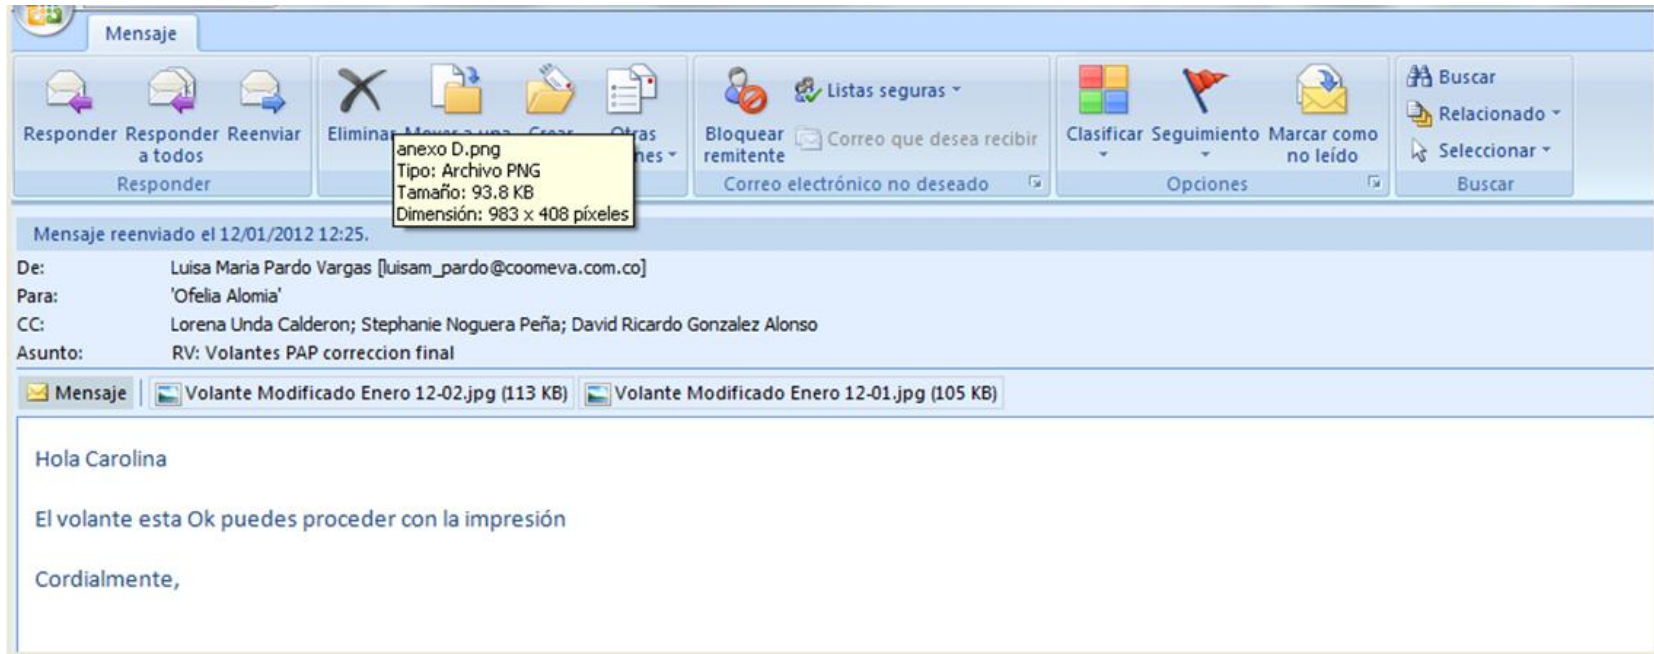 Mensaje
Responder Responder Reenviar
a todos
Responder
Eliminar
Otras
nes
anexo D.png
Tipo: Archivo PNG
Tamaño: 93.8 KB
Dimensión: 983 x 408 píxeles
Bloquear
remitente
Listas seguras
Correo que desea recibir
Correo electrónico no deseado
Clasificar Seguimiento Marcar como
no leído
Opciones
Buscar
Relacionado
Seleccionar
Buscar
Mensaje reenviado el 12/01/2012 12:25.
De: Luisa Maria Pardo Vargas [luisam_pardo@coomeva.com.co]
Para: 'Ofelia Alomia'
CC: Lorena Unda Calderon; Stephanie Noguera Peña; David Ricardo Gonzalez Alonso
Asunto: RV: Volantes PAP correccion final
Mensaje Volante Modificado Enero 12-02.jpg (113 KB) Volante Modificado Enero 12-01.jpg (105 KB)
Hola Carolina
El volante esta Ok puedes proceder con la impresión
Cordialmente,